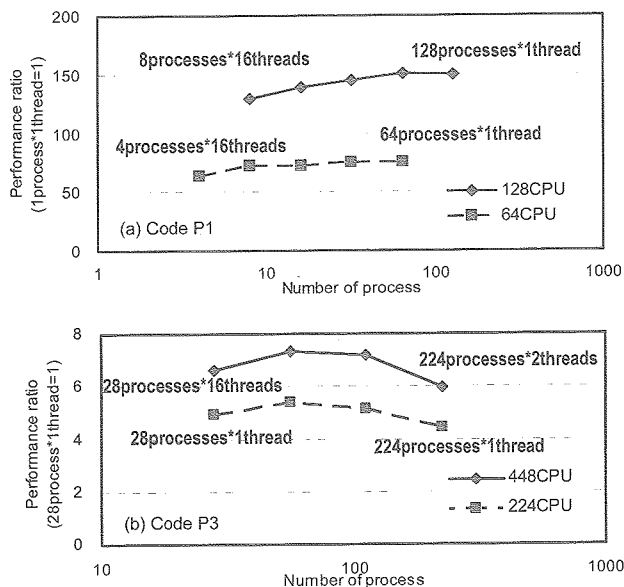 200
150
100
50
0
Performance ratio
(1process*1thread=1)
8processes*16threads
128processes*1thread
4processes*16threads
64processes*1thread
128CPU
64CPU
(a) Code P1
1
10
100
1000
Number of process
8
6
4
2
0
Performance ratio
(28process*1thread=1)
224processes*2threads
28processes*16threads
28processes*1thread
224processes*1thread
448CPU
224CPU
(b) Code P3
10
100
1000
Number of process